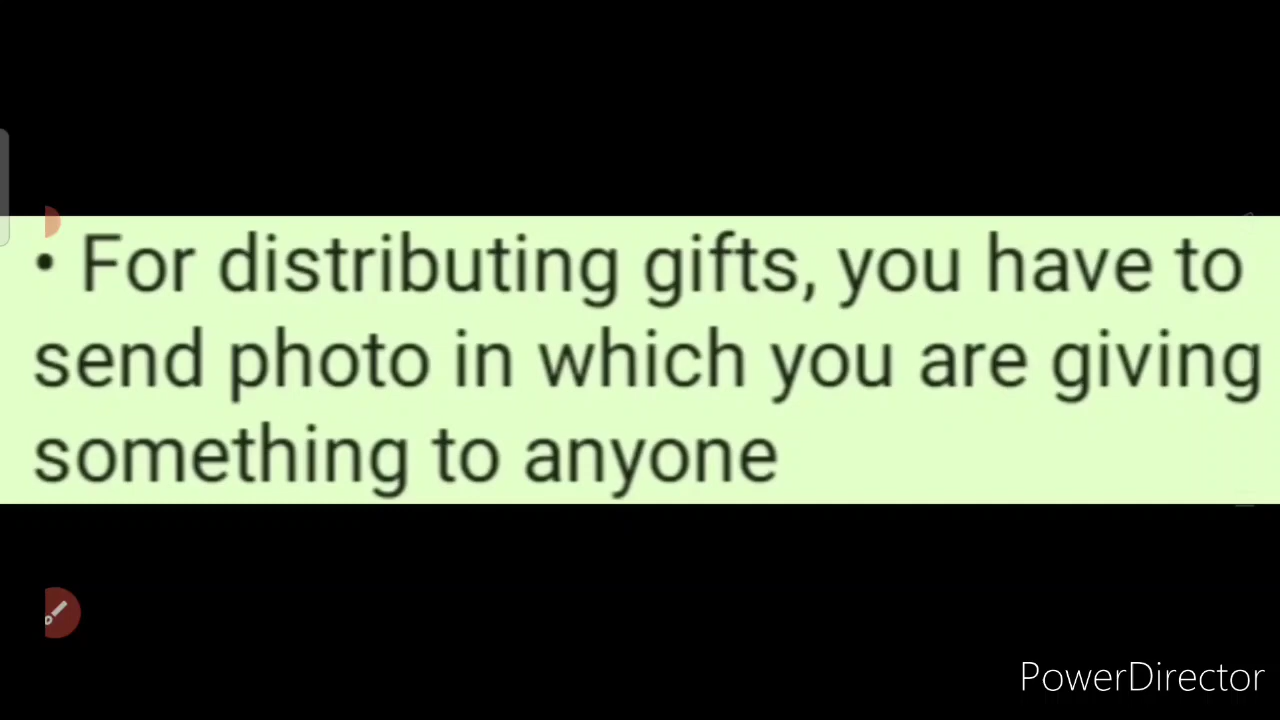 • For distributing gifts, you have to
send photo in which you are giving
something to anyone
PowerDirector